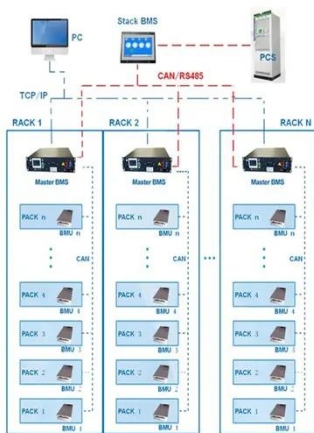 PC
Stack BMS
PCS
CAN/RS485
TCP/IP
RACK 1
RACK 2
RACK N
Master BMS
Master BMS
Master BMS
PACK n
BMU n
PACK n
BMU n
PACK n
BMU n
CAN
CAN
CAN
PACK 4
BMU 4
PACK 4
BMU 4
PACK 4
BMU 4
PACK 3
BMU 3
PACK 3
BMU 3
PACK 3
BMU 3
PACK 2
BMU 2
PACK 2
BMU 2
PACK 2
BMU 2
PACK 1
BMU 1
PACK 1
BMU 1
PACK 1
BMU 1